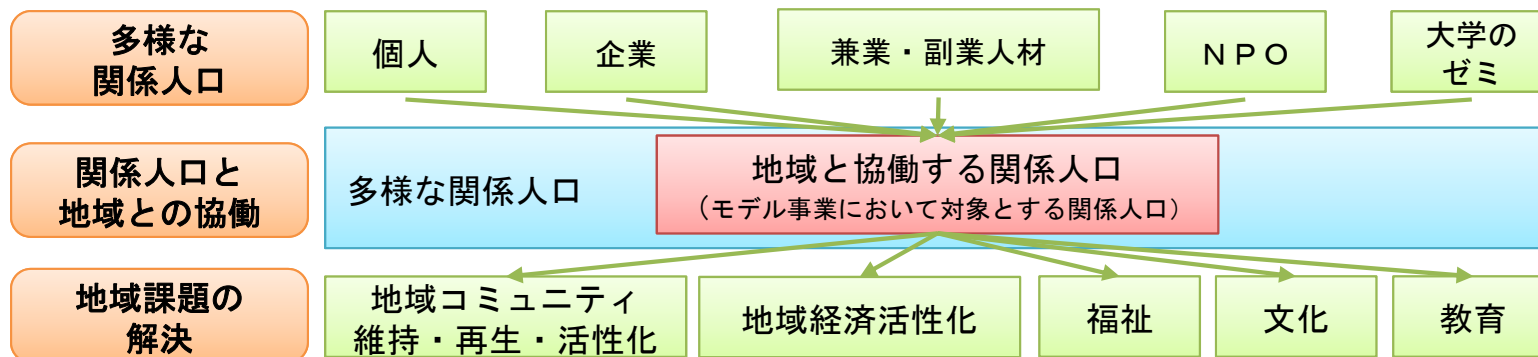 多様な
関係人口
個人
企業
兼業・副業人材
ＮＰＯ
大学の
ゼミ
関係人口と
地域との協働
多様な関係人口
地域と協働する関係人口
（モデル事業において対象とする関係人口）
地域課題の
解決
地域コミュニティ
維持・再生・活性化
地域経済活性化
福祉
文化
教育